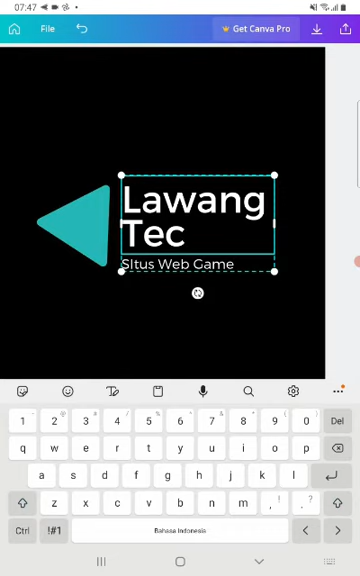 07:47
File
Get Canva Pro
Lawang
Tec
SItus Web Game
1 2 3 4 5 6 7 8 9 0 Del
q w e r t y u i o p
a s d f g h j k l
z x c v b n m , ! . ?
Ctrl !#1 Bahasa Indonesia < >